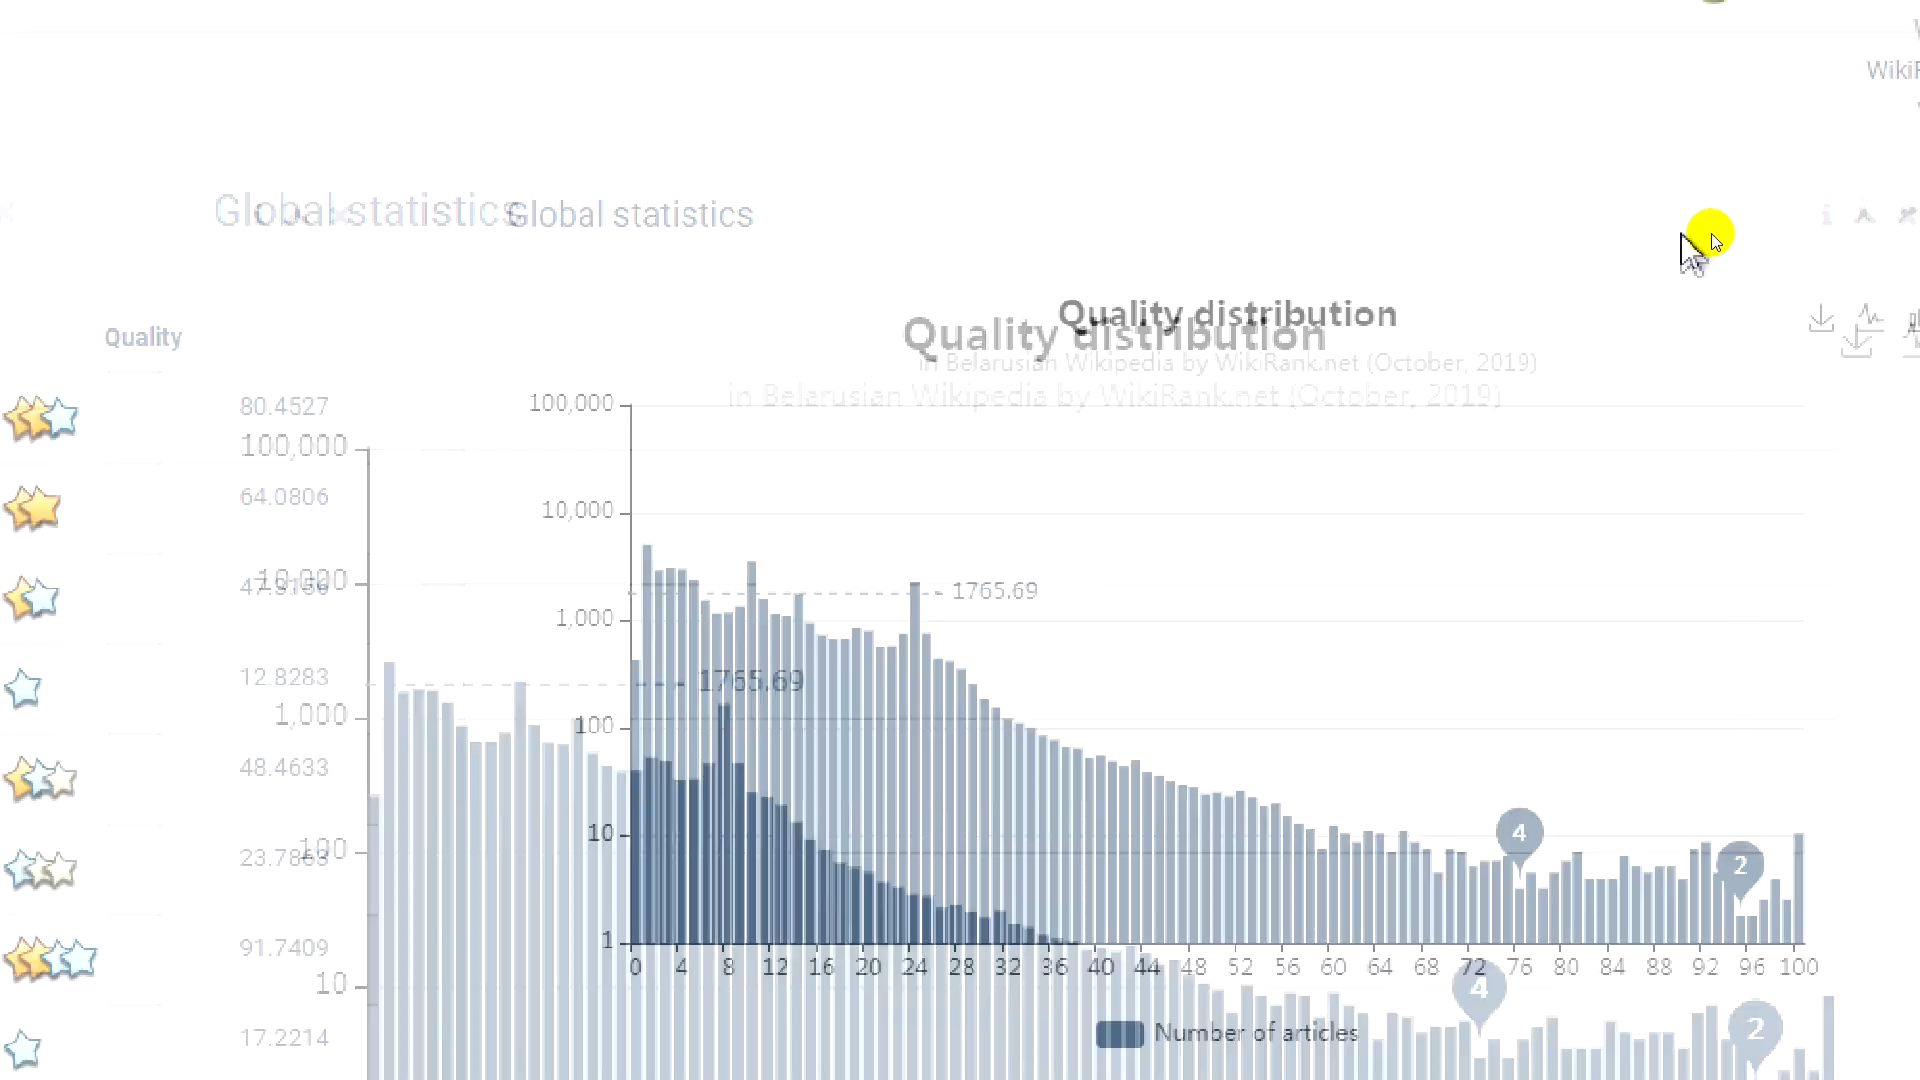 WikiR
Global statistics
Global statistics
i
Quality distribution
Quality distribution
Quality
in Belarusian Wikipedia by WikiRank.net (October, 2019)
in Belarusian Wikipedia by WikiRank.net (October, 2019)
80.4527
100,000
100,000
64.0806
10,000
10,000
1765.69
1,000
12.8283
1765.69
1,000
100
48.4633
10
4
100
2
91.7409
1
0 4 8 12 16 20 24 28 32 36 40 44 48 52 56 60 64 68 72 76 80 84 88 92 96 100
10
4
2
17.2214
Number of articles